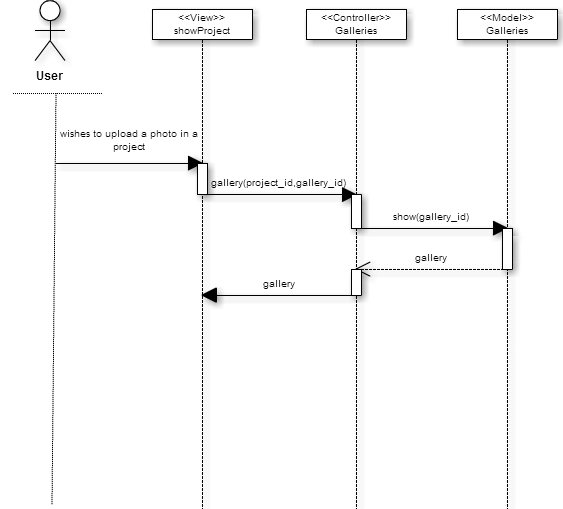 <<View>>
showProject
<<Controller>>
Galleries
<<Model>>
Galleries
User
wishes to upload a photo in a
project
gallery(project_id,gallery_id)
show(gallery_id)
gallery
gallery